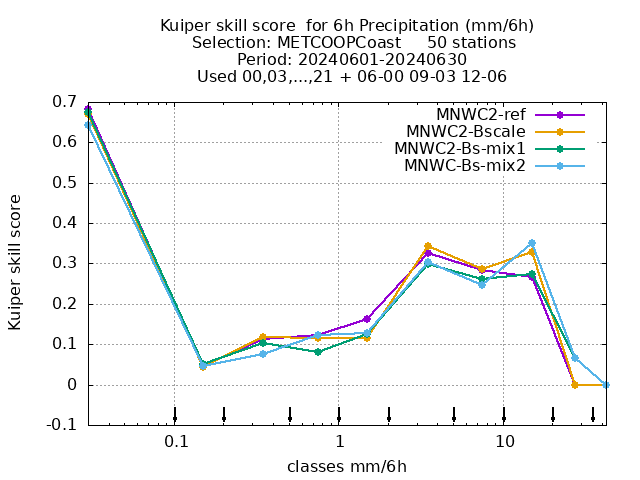 Kuiper skill score  for 6h Precipitation (mm/6h)
Selection: METCOOPCoast     50 stations
Period: 20240601-20240630
Used 00,03,...,21 + 06-00 09-03 12-06
MNWC2-ref
MNWC2-Bscale
MNWC2-Bs-mix1
MNWC-Bs-mix2
0.7
0.6
0.5
0.4
0.3
0.2
0.1
0
-0.1
Kuiper skill score
0.1 1 10
classes mm/6h